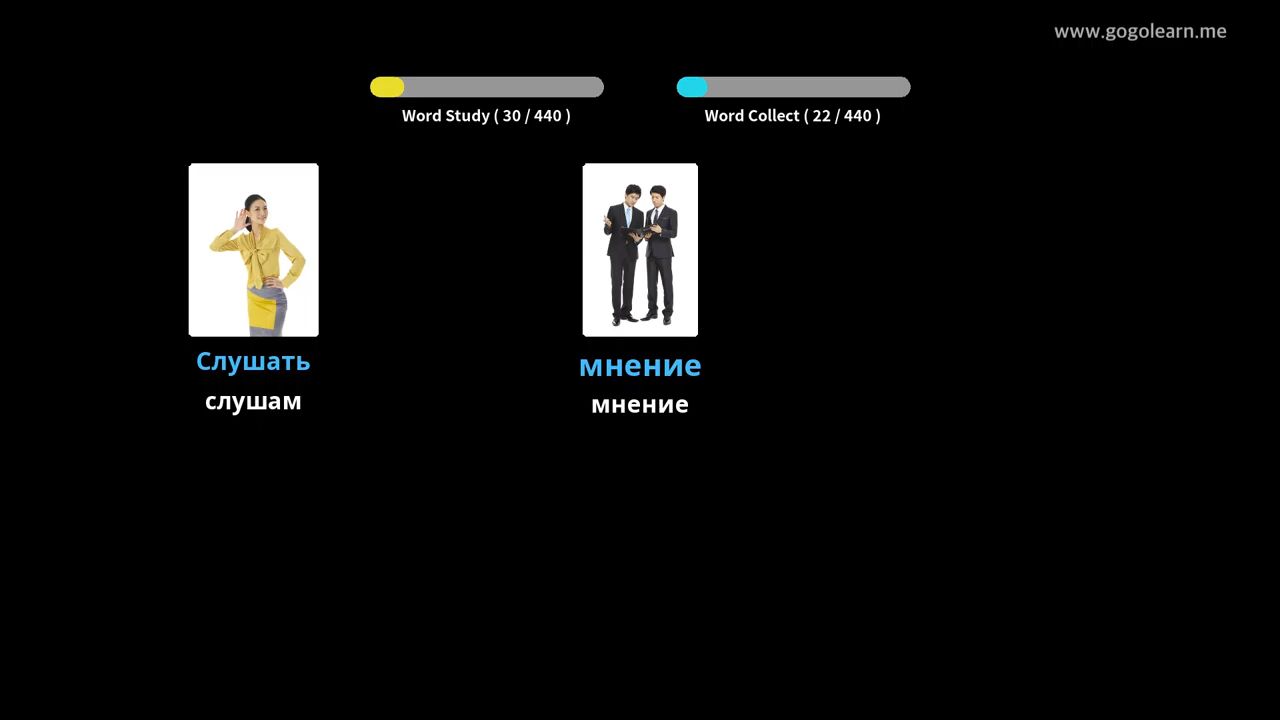 www.gogolearn.me
Word Study ( 30 / 440 )
Word Collect ( 22 / 440 )
Слушать
слушам
мнение
мнение